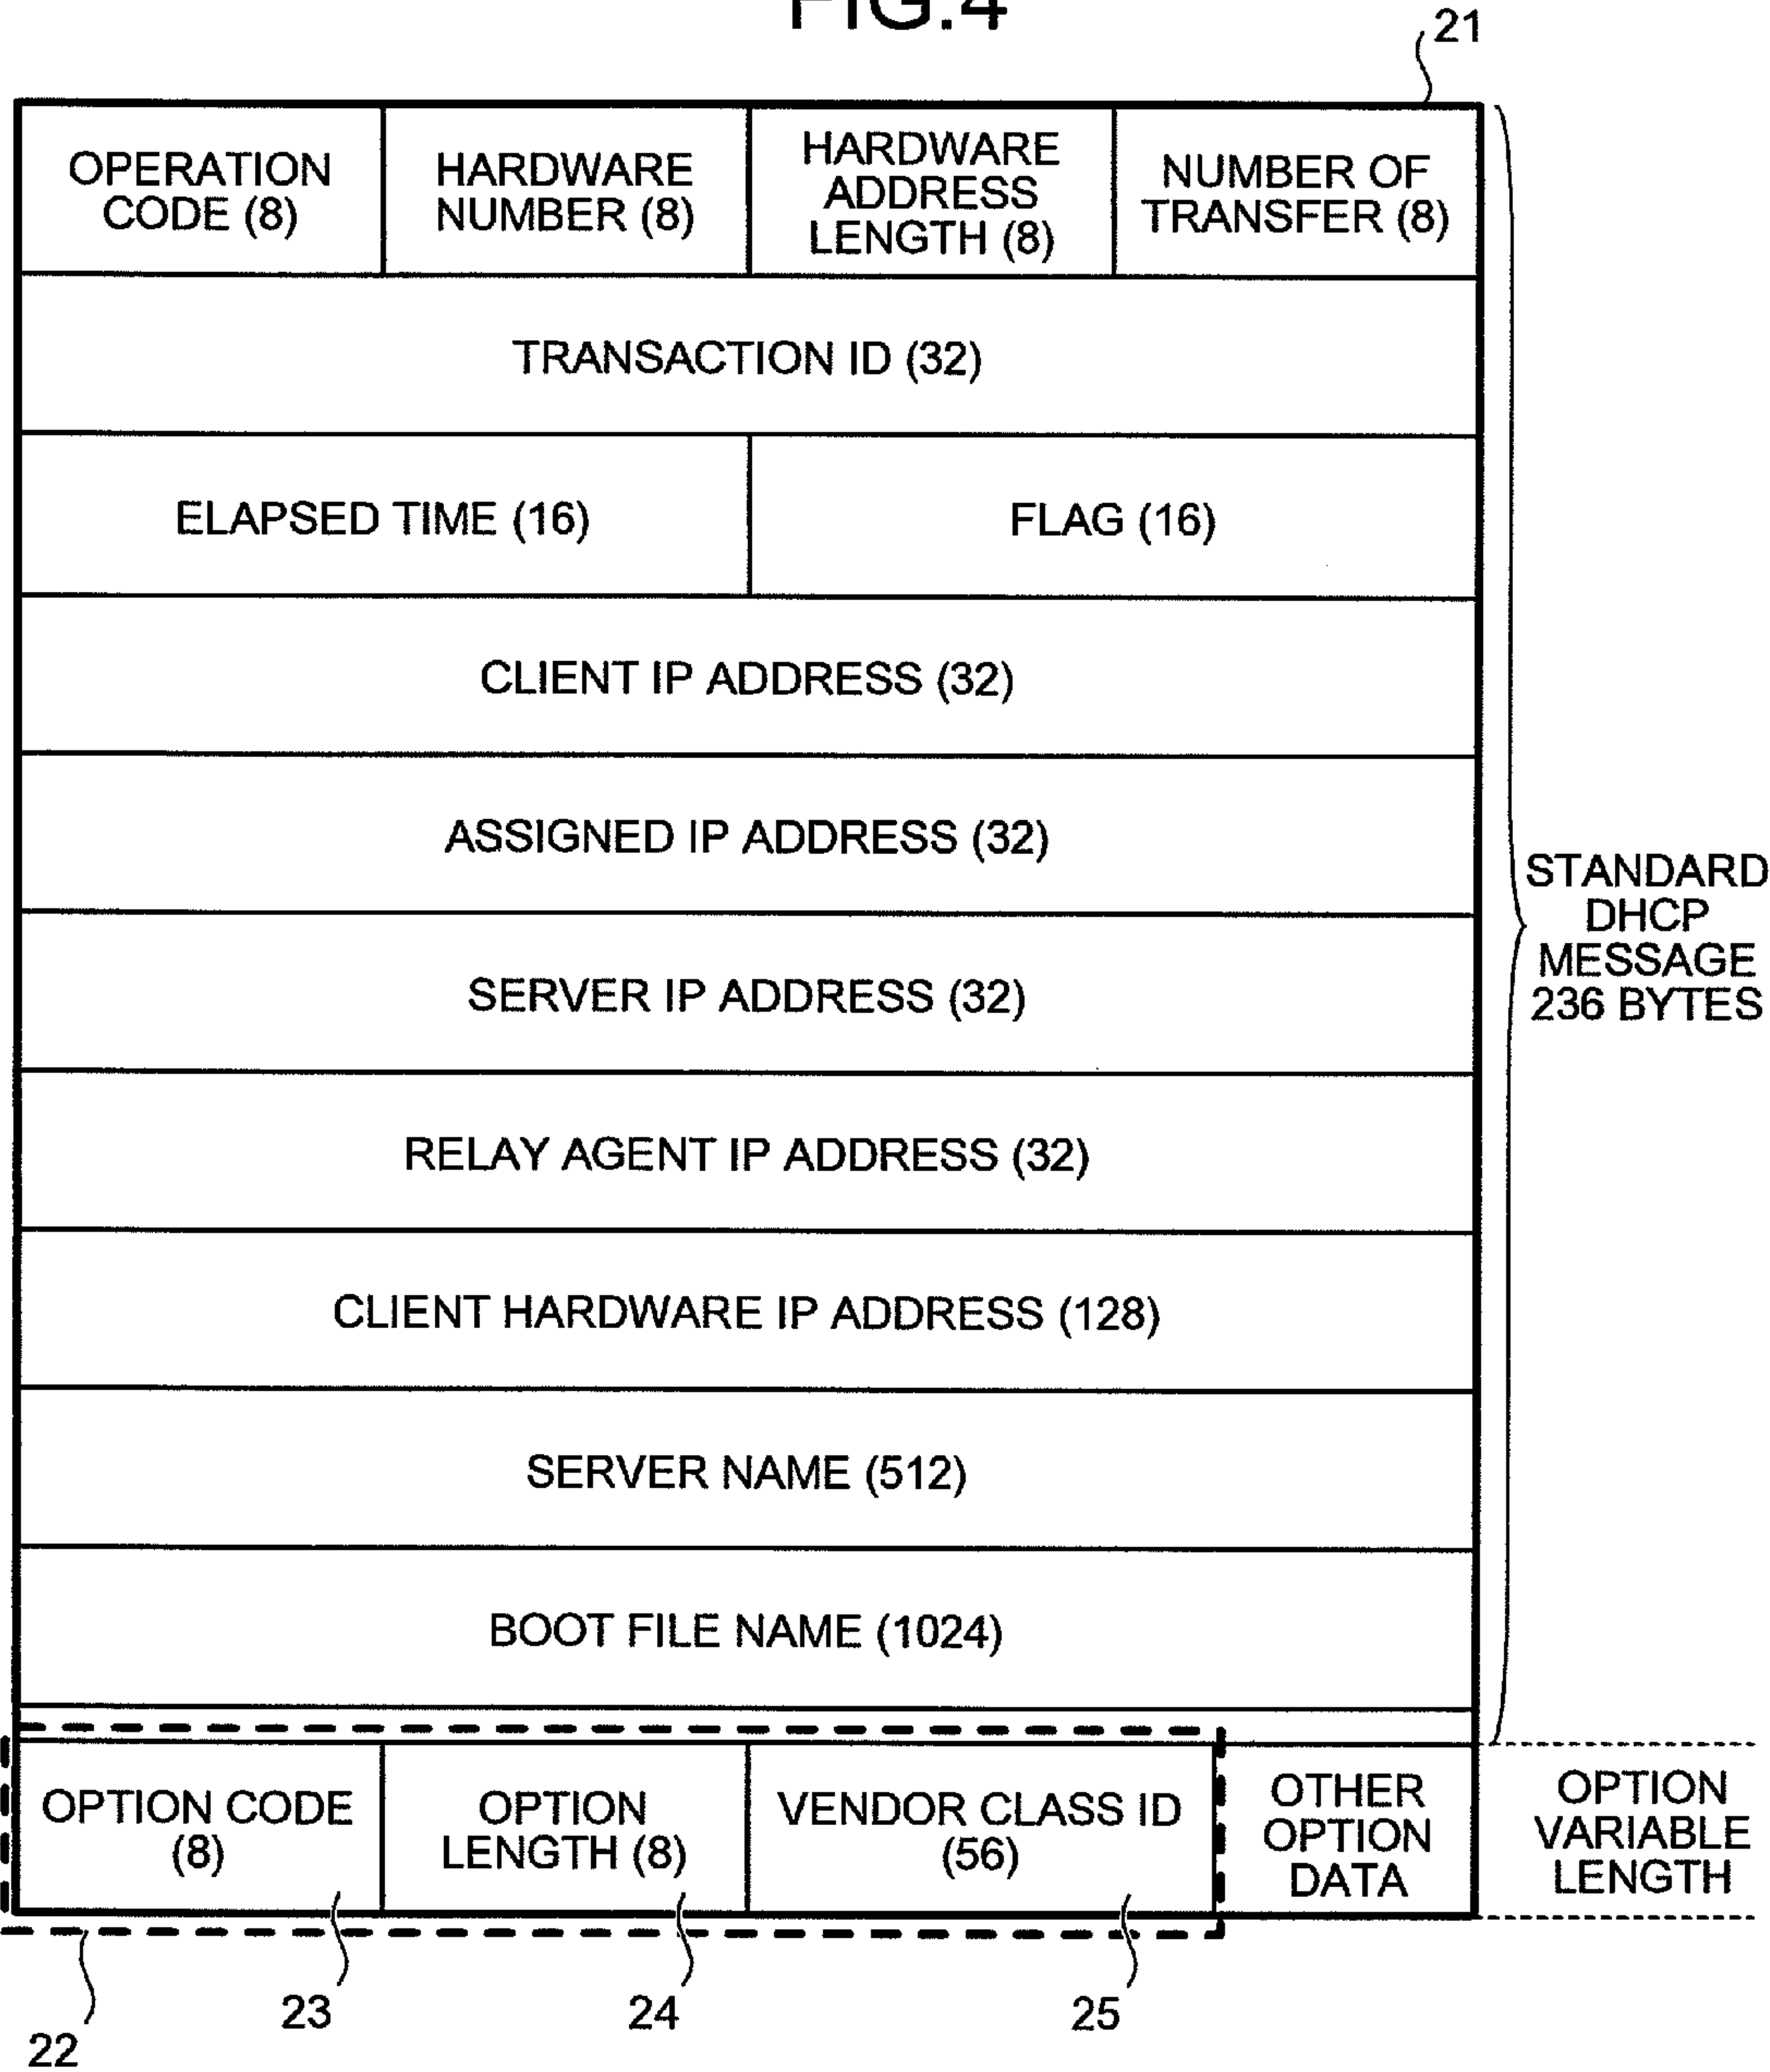 FIG.4
21
OPERATION
CODE (8)
HARDWARE
NUMBER (8)
HARDWARE
ADDRESS
LENGTH (8)
NUMBER OF
TRANSFER (8)
TRANSACTION ID (32)
ELAPSED TIME (16)
FLAG (16)
CLIENT IP ADDRESS (32)
ASSIGNED IP ADDRESS (32)
SERVER IP ADDRESS (32)
RELAY AGENT IP ADDRESS (32)
CLIENT HARDWARE IP ADDRESS (128)
SERVER NAME (512)
BOOT FILE NAME (1024)
STANDARD
DHCP
MESSAGE
236 BYTES
OPTION CODE
(8)
OPTION
LENGTH (8)
VENDOR CLASS ID
(56)
OTHER
OPTION
DATA
OPTION
VARIABLE
LENGTH
22
23
24
25